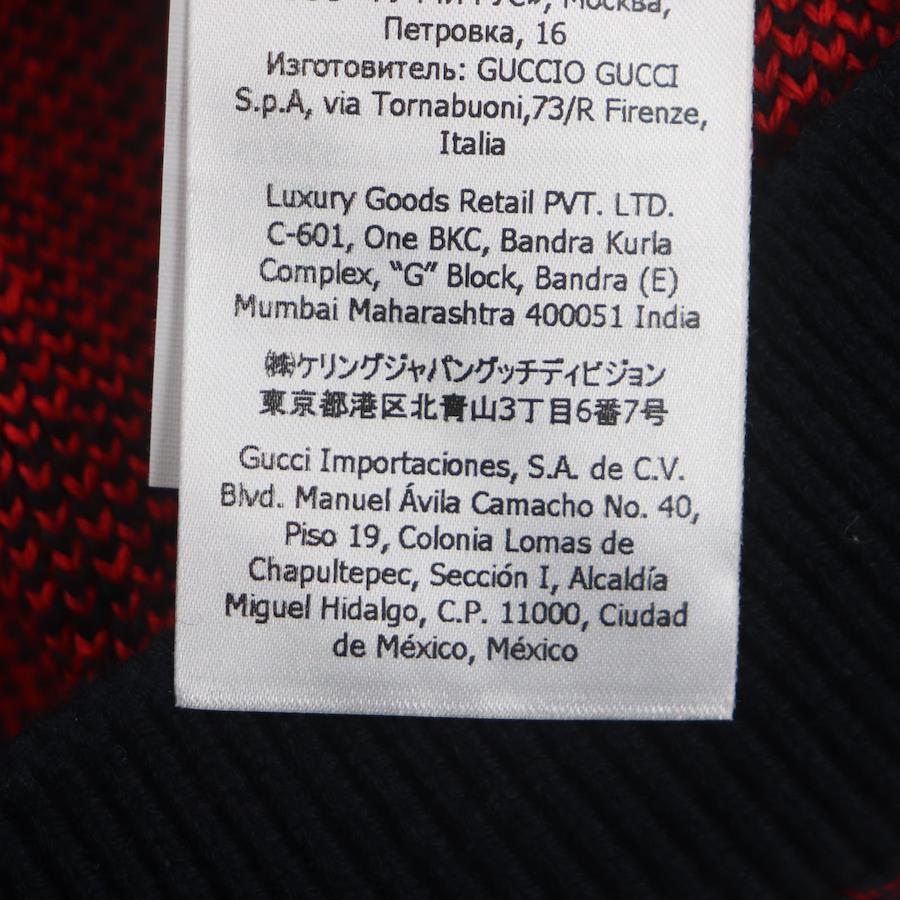 Москва,
Петровка, 16
Изготовитель: GUCCIO GUCCI
S.p.A, via Tornabuoni,73/R Firenze,
Italia
Luxury Goods Retail PVT. LTD.
C-601, One BKC, Bandra Kurla
Complex, “G” Block, Bandra (E)
Mumbai Maharashtra 400051 India
㈱ケリングジャパングッチディビジョン
東京都港区北青山3丁目6番7号
Gucci Importaciones, S.A. de C.V.
Blvd. Manuel Ávila Camacho No. 40,
Piso 19, Colonia Lomas de
Chapultepec, Sección I, Alcaldía
Miguel Hidalgo, C.P. 11000, Ciudad
de México, México